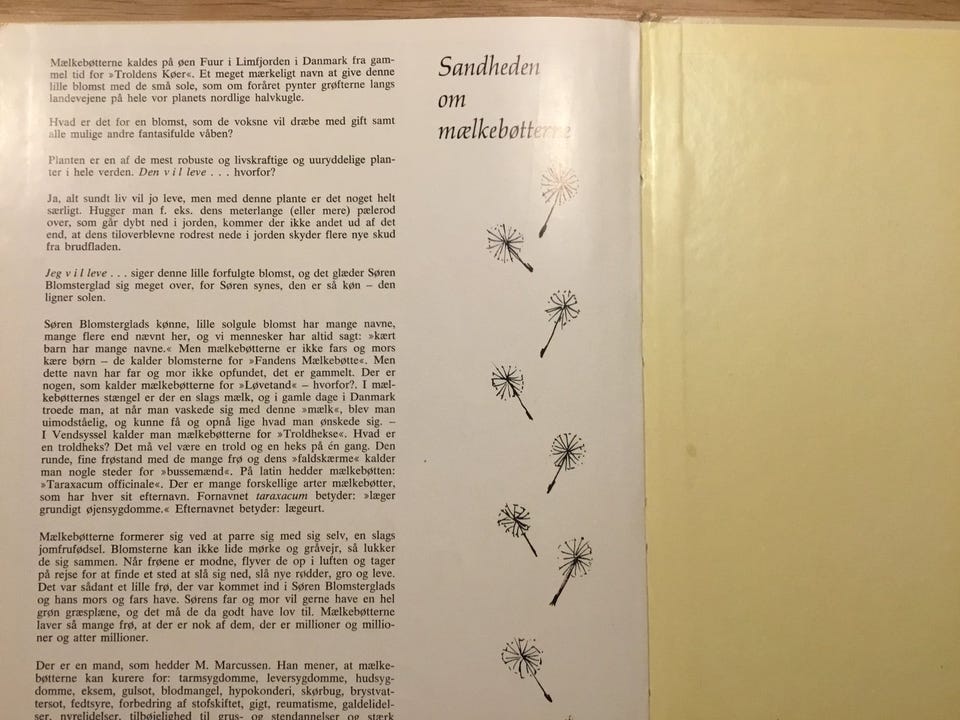 Mælkebøtterne kaldes på øen Fuur i Limfjorden i Danmark fra gam-
mel tid for »Troldens Køer«. Et meget mærkeligt navn at give denne
lille blomst med de små sole, som om foråret pynter grøfterne langs
landevejene på hele vor planets nordlige halvkugle.
Hvad er det for en blomst, som de voksne vil dræbe med gift samt
alle mulige andre fantasifulde våben?
Planten er en af de mest robuste og livskraftige og uuryddelige plan-
ter i hele verden. Den vil leve . . . hvorfor?
Ja, alt sundt liv vil jo leve, men med denne plante er det noget helt
særligt. Hugger man f. eks. dens meterlange (eller mere) pælerod
over, som går dybt ned i jorden, kommer der ikke andet ud af det
end, at dens tiloverblevne rodrest nede i jorden skyder flere nye skud
fra brudfladen.
Jeg vil leve . . . siger denne lille forfulgte blomst, og det glæder Søren
Blomsterglad sig meget over, for Søren synes, den er så køn – den
ligner solen.
Søren Blomsterglads kønne, lille solgule blomst har mange navne,
mange flere end nævnt her, og vi mennesker har altid sagt: »kært
barn har mange navne.« Men mælkebøtterne er ikke fars og mors
kære børn – de kalder blomsterne for »Fandens Mælkebøtte«. Men
dette navn har far og mor ikke opfundet, det er gammelt. Der er
nogen, som kalder mælkebøtterne for »Løvetand« – hvorfor?. I mæl-
kebøtternes stængel er der en slags mælk, og i gamle dage i Danmark
troede man, at når man vaskede sig med denne »mælk«, blev man
uimodståelig, og kunne få og opnå lige hvad man ønskede sig. –
I Vendsyssel kalder man mælkebøtterne for »Troldhekse«. Hvad er
en troldheks? Det må vel være en trold og en heks på én gang. Den
runde, fine frøstand med de mange frø og dens »faldskærme« kalder
man nogle steder for »bussemænd«. På latin hedder mælkebøtten:
»Taraxacum officinale«. Der er mange forskellige arter mælkebøtter,
som har hver sit efternavn. Fornavnet taraxacum betyder: »læger
grundigt øjensygdomme.« Efternavnet betyder: lægeurt.
Mælkebøtterne formerer sig ved at parre sig med sig selv, en slags
jomfrufødsel. Blomsterne kan ikke lide mørke og gråvejr, så lukker
de sig sammen. Når frøene er modne, flyver de op i luften og tager
på rejse for at finde et sted at slå sig ned, slå nye rødder, gro og leve.
Det var sådant et lille frø, der var kommet ind i Søren Blomsterglads
og hans mors og fars have. Sørens far og mor vil gerne have en hel
grøn græsplæne, og det må de da godt have lov til. Mælkebøtterne
laver så mange frø, at der er nok af dem, der er millioner og millio-
ner og atter millioner.
Der er en mand, som hedder M. Marcussen. Han mener, at mælke-
bøtterne kan kurere for: tarmsygdomme, leversygdomme, hudsyg-
domme, eksem, gulsot, blodmangel, hypokonderi, skørbug, brystvat-
tersot, fedtsyre, forbedring af stofskiftet, gigt, reumatisme, galdelidel-
ser, nyrelidelser, tilbøjelighed til grus- og stendannelser og stærk
Sandheden
om
mælkebøtterne